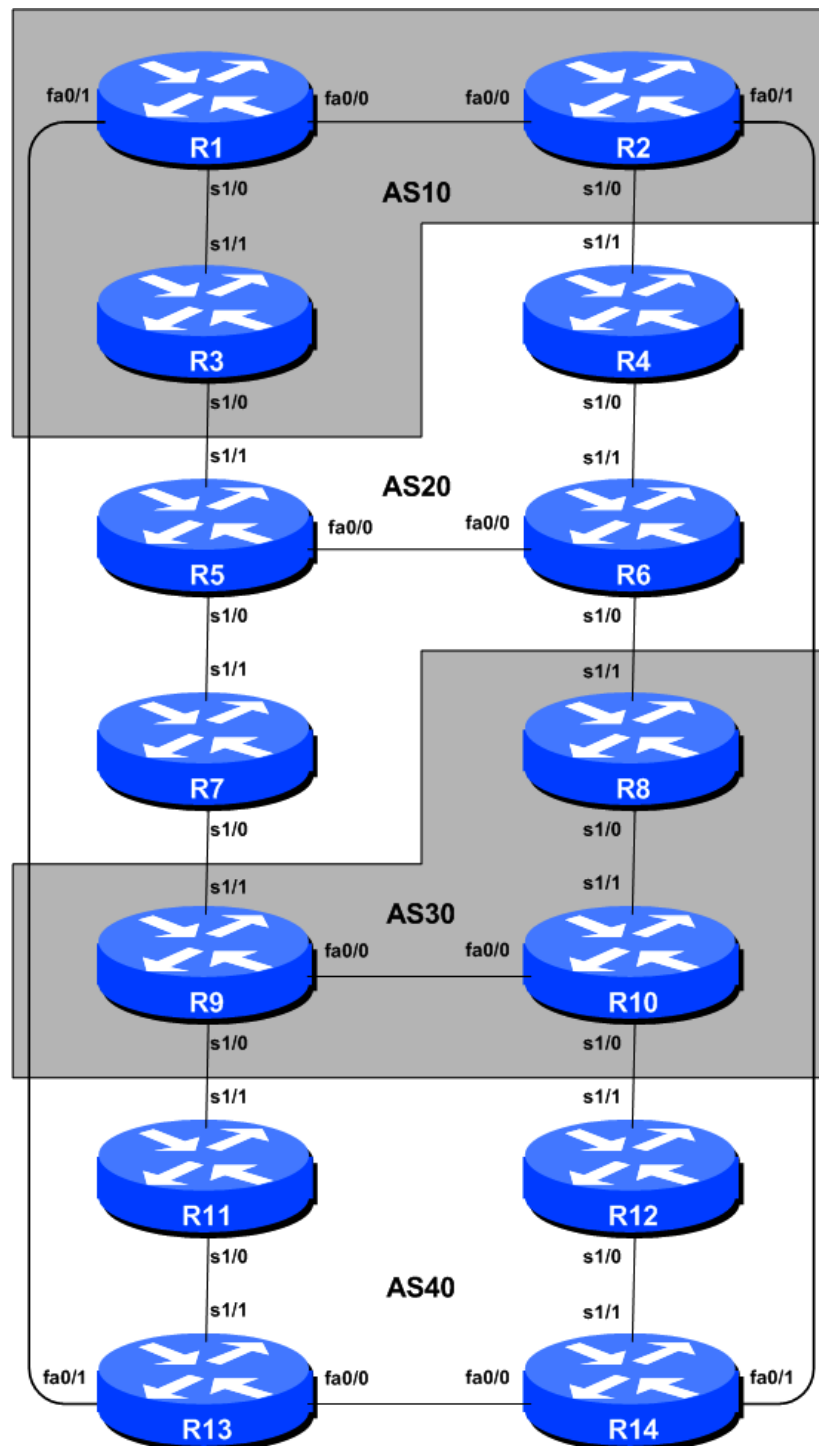 fa0/1 fa0/0 fa0/0 fa0/1
R1 R2
s1/0 AS10 s1/0
s1/1 s1/1
R3 R4
s1/0 s1/0
s1/1 AS20 s1/1
fa0/0 fa0/0
R5 R6
s1/0 s1/0
s1/1 s1/1
R7 R8
s1/0 s1/0
s1/1 AS30 s1/1
fa0/0 fa0/0
R9 R10
s1/0 s1/0
s1/1 s1/1
R11 R12
s1/0 s1/0
s1/1 AS40 s1/1
fa0/1 fa0/0 fa0/0 fa0/1
R13 R14